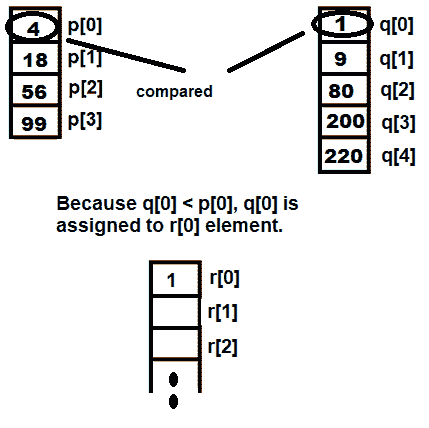 4 p[0] 1 q[0]
18 p[1] 9 q[1]
56 p[2] compared 80 q[2]
99 p[3] 200 q[3]
220 q[4]
Because q[0] < p[0], q[0] is
assigned to r[0] element.
1 r[0]
r[1]
r[2]